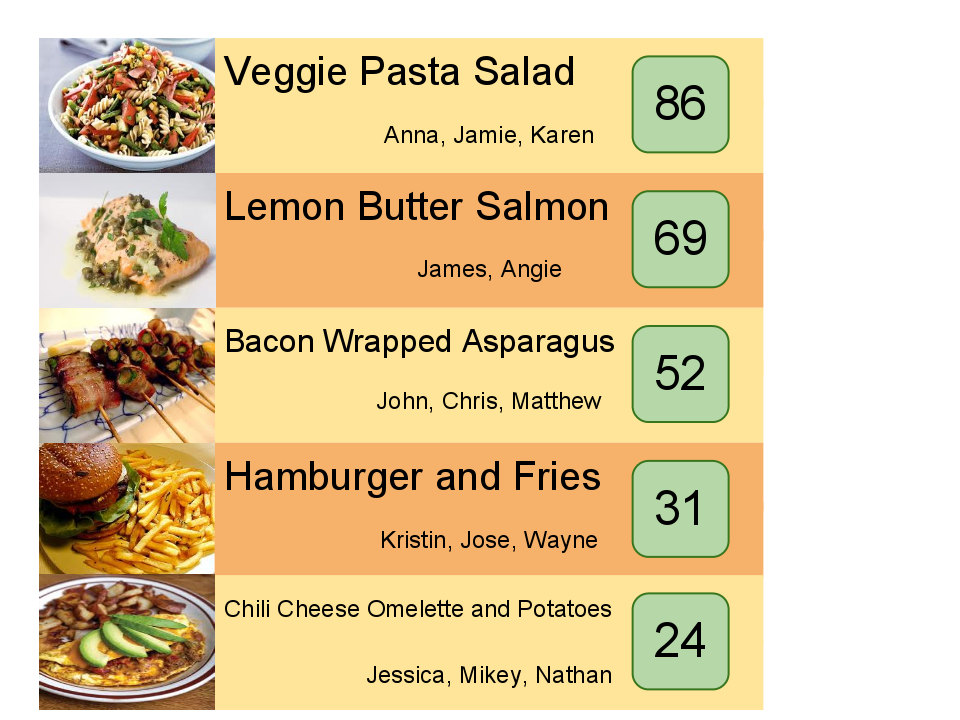 Veggie Pasta Salad
86
Anna, Jamie, Karen
Lemon Butter Salmon
69
James, Angie
Bacon Wrapped Asparagus
52
John, Chris, Matthew
Hamburger and Fries
31
Kristin, Jose, Wayne
Chili Cheese Omelette and Potatoes
24
Jessica, Mikey, Nathan